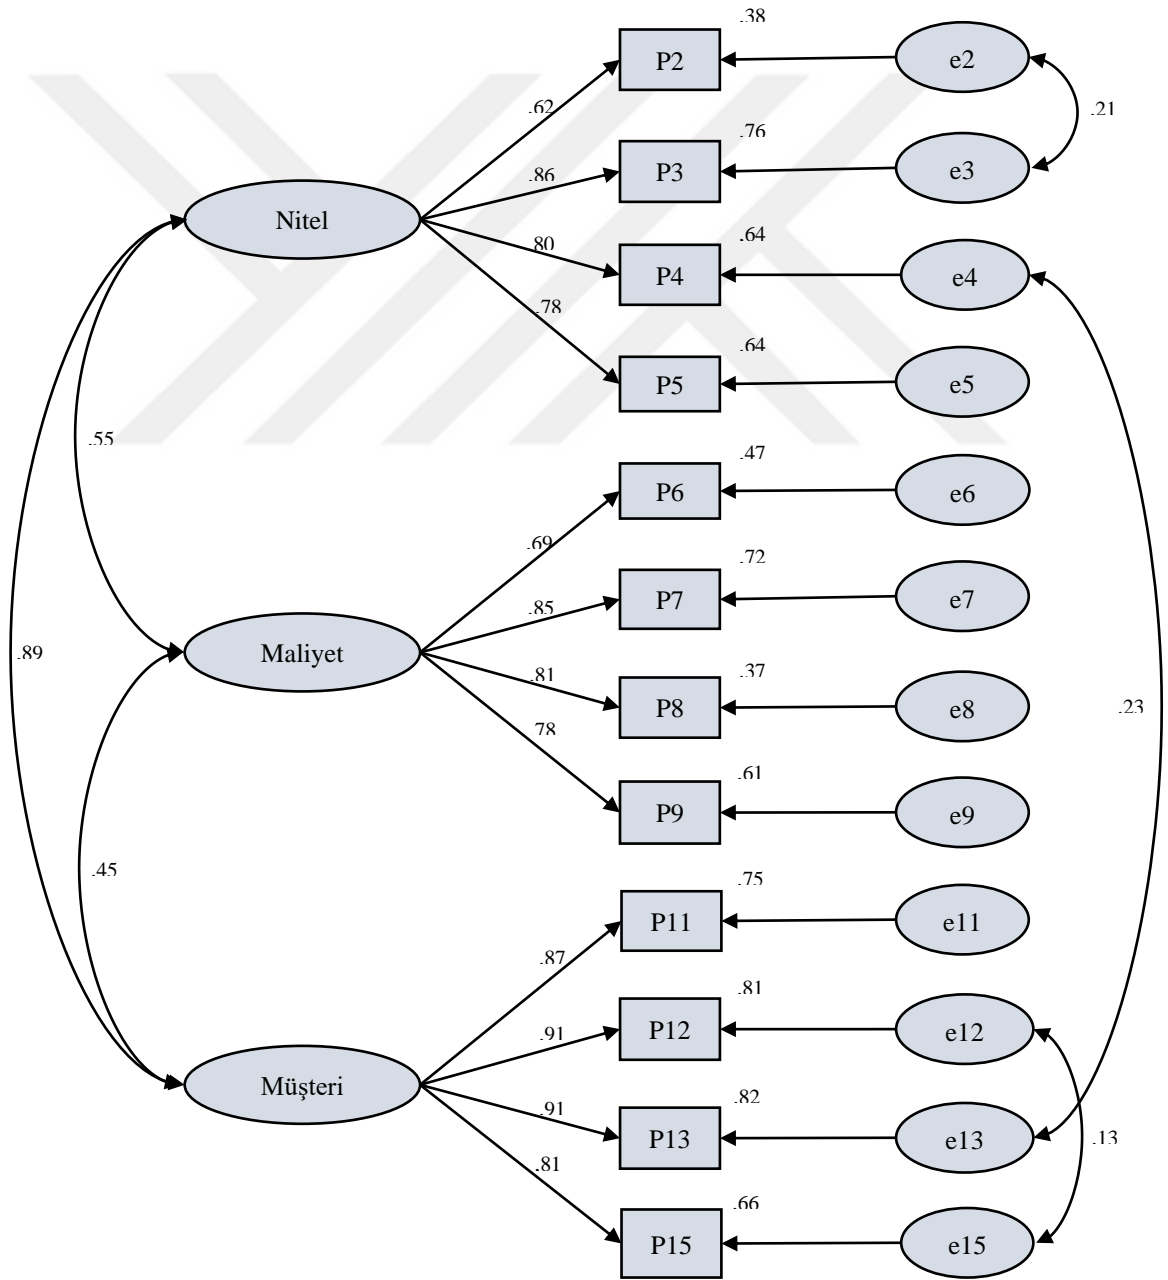 .38
P2
e2
.62
.21
.76
P3
e3
.86
Nitel
.64
.80
P4
e4
.78
.64
P5
e5
.55
.47
P6
e6
.69
.72
P7
e7
.85
.89
Maliyet
.37
.81
P8
e8
.23
.78
.61
P9
e9
.45
.75
P11
e11
.87
.81
P12
e12
.91
Müşteri
.82
.91
P13
e13
.13
.81
.66
P15
e15